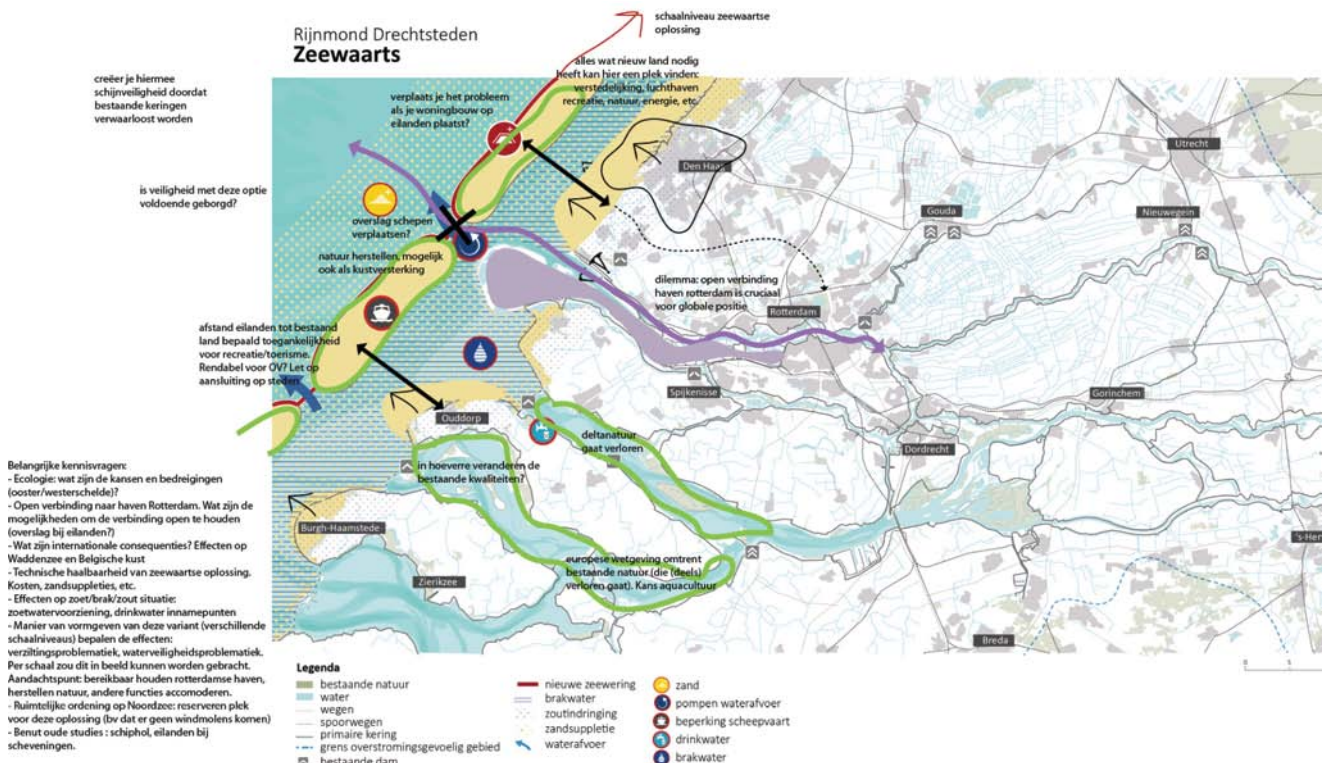 schaalniveau zeewaartse
oplossing
Rijnmond Drechtsteden
Zeewaarts
alles wat nieuw land nodig
heeft kan hier een plek vinden:
verstedelijking, luchthaven
recreatie, natuur, energie, etc.
creëer je hiermee
schijnveiligheid doordat
bestaande keringen
verwaarloost worden
verplaats je het probleem
als je woningbouw op
eilanden plaatst?
Den Haag
Utrecht
is veiligheid met deze optie
voldoende geborgd?
Gouda
Nieuwegein
overslag schepen
verplaatsen?
natuur herstellen, mogelijk
ook als kustversterking
dilemma: open verbinding
haven rotterdam is cruciaal
voor globale positie
Rotterdam
afstand eilanden tot bestaand
land bepaald toegankelijkheid
voor recreatie/toerisme.
Rendabel voor OV? Let op
aansluiting op steden
Spijkenisse
Gorinchem
Ouddorp
Dordrecht
deltanatuur
gaat verloren
in hoeverre veranderen de
bestaande kwaliteiten?
Burgh-Haamstede
's-Her
europese wetgeving omtrent
bestaande natuur (die (deels)
verloren gaat). Kans aquacultuur
Zierikzee
Breda
Belangrijke kennisvragen:
- Ecologie: wat zijn de kansen en bedreigingen
(ooster/westerschelde)?
- Open verbinding naar haven Rotterdam. Wat zijn de
mogelijkheden om de verbinding open te houden
(overslag bij eilanden?)
- Wat zijn internationale consequenties? Effecten op
Waddenzee en Belgische kust
- Technische haalbaarheid van zeewaartse oplossing.
Kosten, zandsuppleties, etc.
- Effecten op zoet/brak/zout situatie:
zoetwatervoorziening, drinkwater innamepunten
- Manier van vormgeven van deze variant (verschillende
schaalniveaus) bepalen de effecten:
verziltingsproblematiek, waterveiligheidsproblematiek.
Per schaal zou dit in beeld kunnen worden gebracht.
Aandachtspunt: bereikbaar houden rotterdamse haven,
herstellen natuur, andere functies accomoderen.
- Ruimtelijke ordening op Noordzee: reserveren plek
voor deze oplossing (bv dat er geen windmolens komen)
- Benut oude studies : schiphol, eilanden bij
scheveningen.
Legenda
bestaande natuur
water
wegen
spoorwegen
primaire kering
grens overstromingsgevoelig gebied
bestaande dam
nieuwe zeewering
brakwater
zoutindringing
zandsuppletie
waterafvoer
zand
pompen waterafvoer
beperking scheepvaart
drinkwater
brakwater
0 5